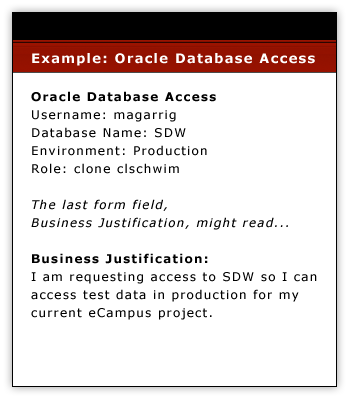 Example: Oracle Database Access
Oracle Database Access
Username: magarrig
Database Name: SDW
Environment: Production
Role: clone clschwim
The last form field,
Business Justification, might read...
Business Justification:
I am requesting access to SDW so I can
access test data in production for my
current eCampus project.